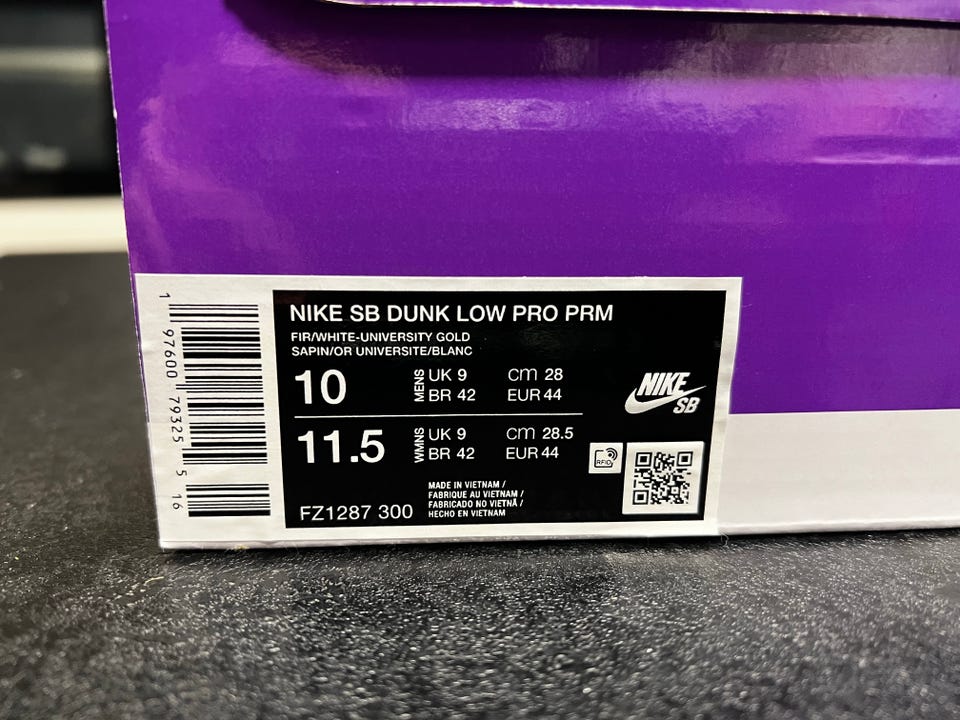 NIKE SB DUNK LOW PRO PRM
FIR/WHITE-UNIVERSITY GOLD
SAPIN/OR UNIVERSITE/BLANC
10 MENS UK 9 cm 28
BR 42 EUR 44
11.5 WMNS UK 9 cm 28.5
BR 42 EUR 44
NIKE
SB
RFID
MADE IN VIETNAM /
FABRIQUE AU VIETNAM /
FABRICADO NO VIETNÃ /
HECHO EN VIETNAM
FZ1287 300
1 97600 79325 5 16